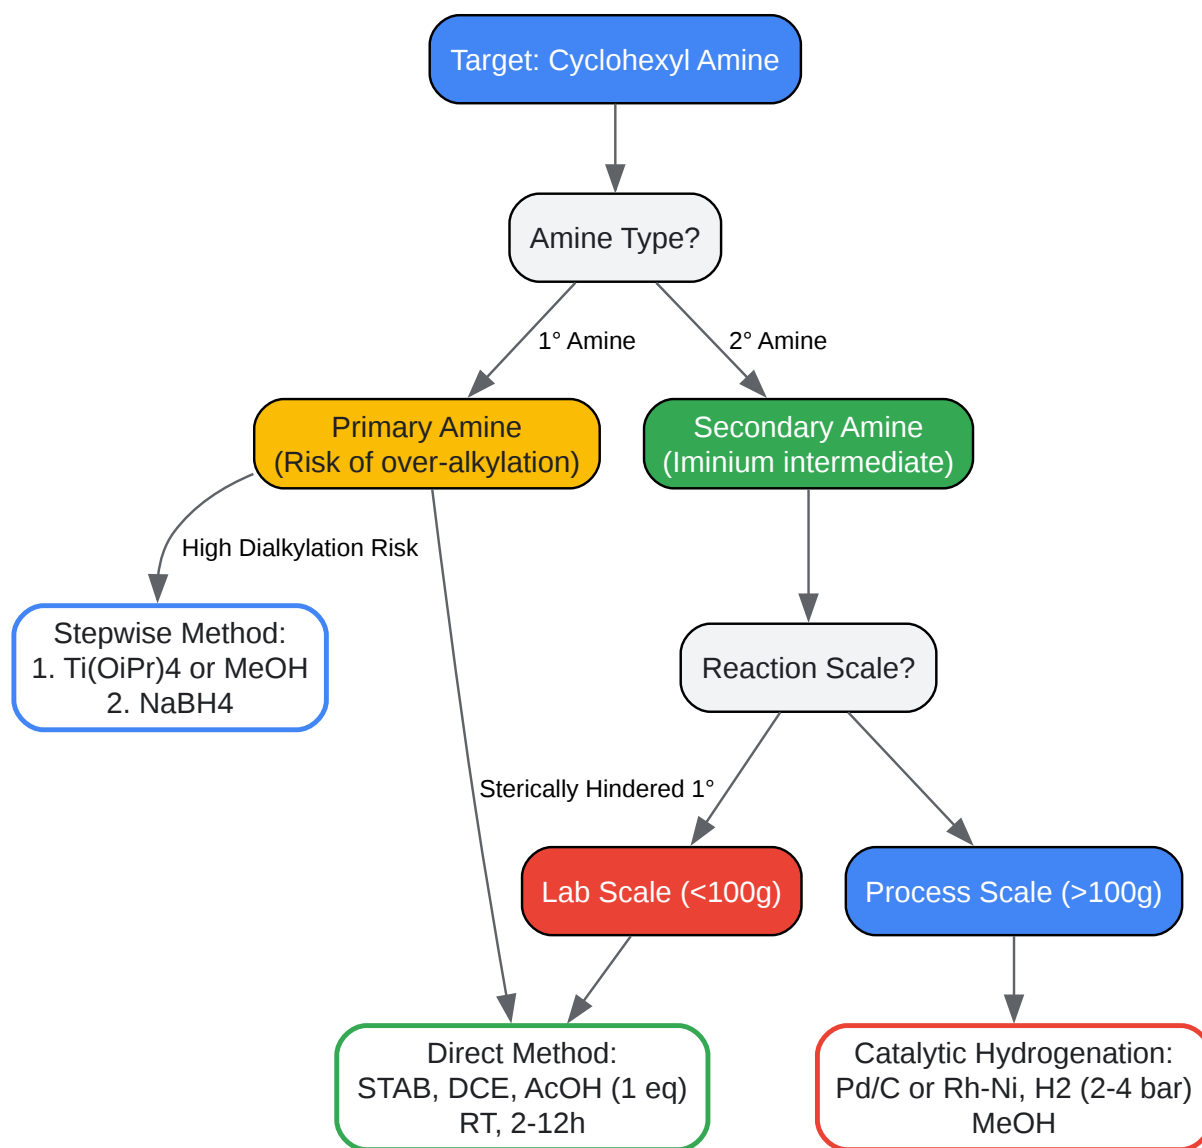 Target: Cyclohexyl Amine
Amine Type?
1° Amine
2° Amine
Primary Amine
(Risk of over-alkylation)
Secondary Amine
(Iminium intermediate)
High Dialkylation Risk
Stepwise Method:
1. Ti(OiPr)4 or MeOH
2. NaBH4
Reaction Scale?
Sterically Hindered 1°
Lab Scale (<100g)
Process Scale (>100g)
Direct Method:
STAB, DCE, AcOH (1 eq)
RT, 2-12h
Catalytic Hydrogenation:
Pd/C or Rh-Ni, H2 (2-4 bar)
MeOH